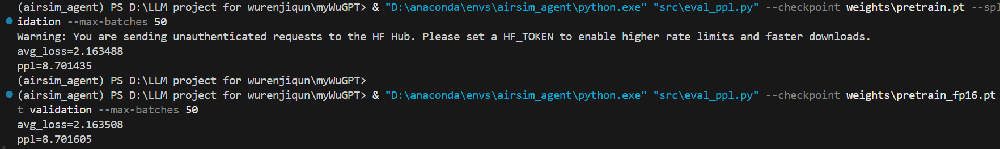 (airsim_agent) PS D:\LLM project for wurenjiqun\myWuGPT> & "D:\anaconda\envs\airsim_agent\python.exe" "src\eval_ppl.py" --checkpoint weights\pretrain.pt --spl
idation --max-batches 50
Warning: You are sending unauthenticated requests to the HF Hub. Please set a HF_TOKEN to enable higher rate limits and faster downloads.
avg_loss=2.163488
ppl=8.701435
(airsim_agent) PS D:\LLM project for wurenjiqun\myWuGPT>
(airsim_agent) PS D:\LLM project for wurenjiqun\myWuGPT> & "D:\anaconda\envs\airsim_agent\python.exe" "src\eval_ppl.py" --checkpoint weights\pretrain_fp16.pt
t validation --max-batches 50
avg_loss=2.163508
ppl=8.701605